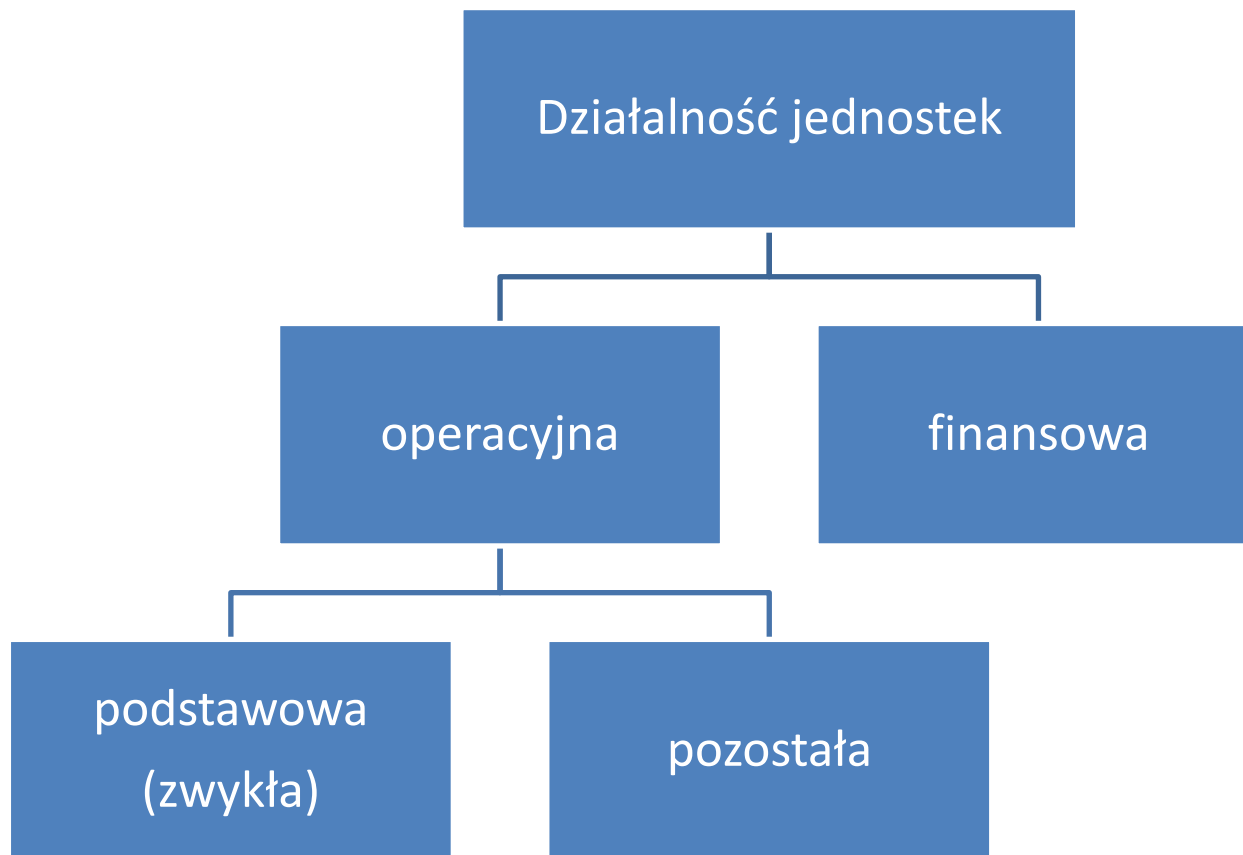 Działalność jednostek
operacyjna
finansowa
podstawowa
(zwykła)
pozostała